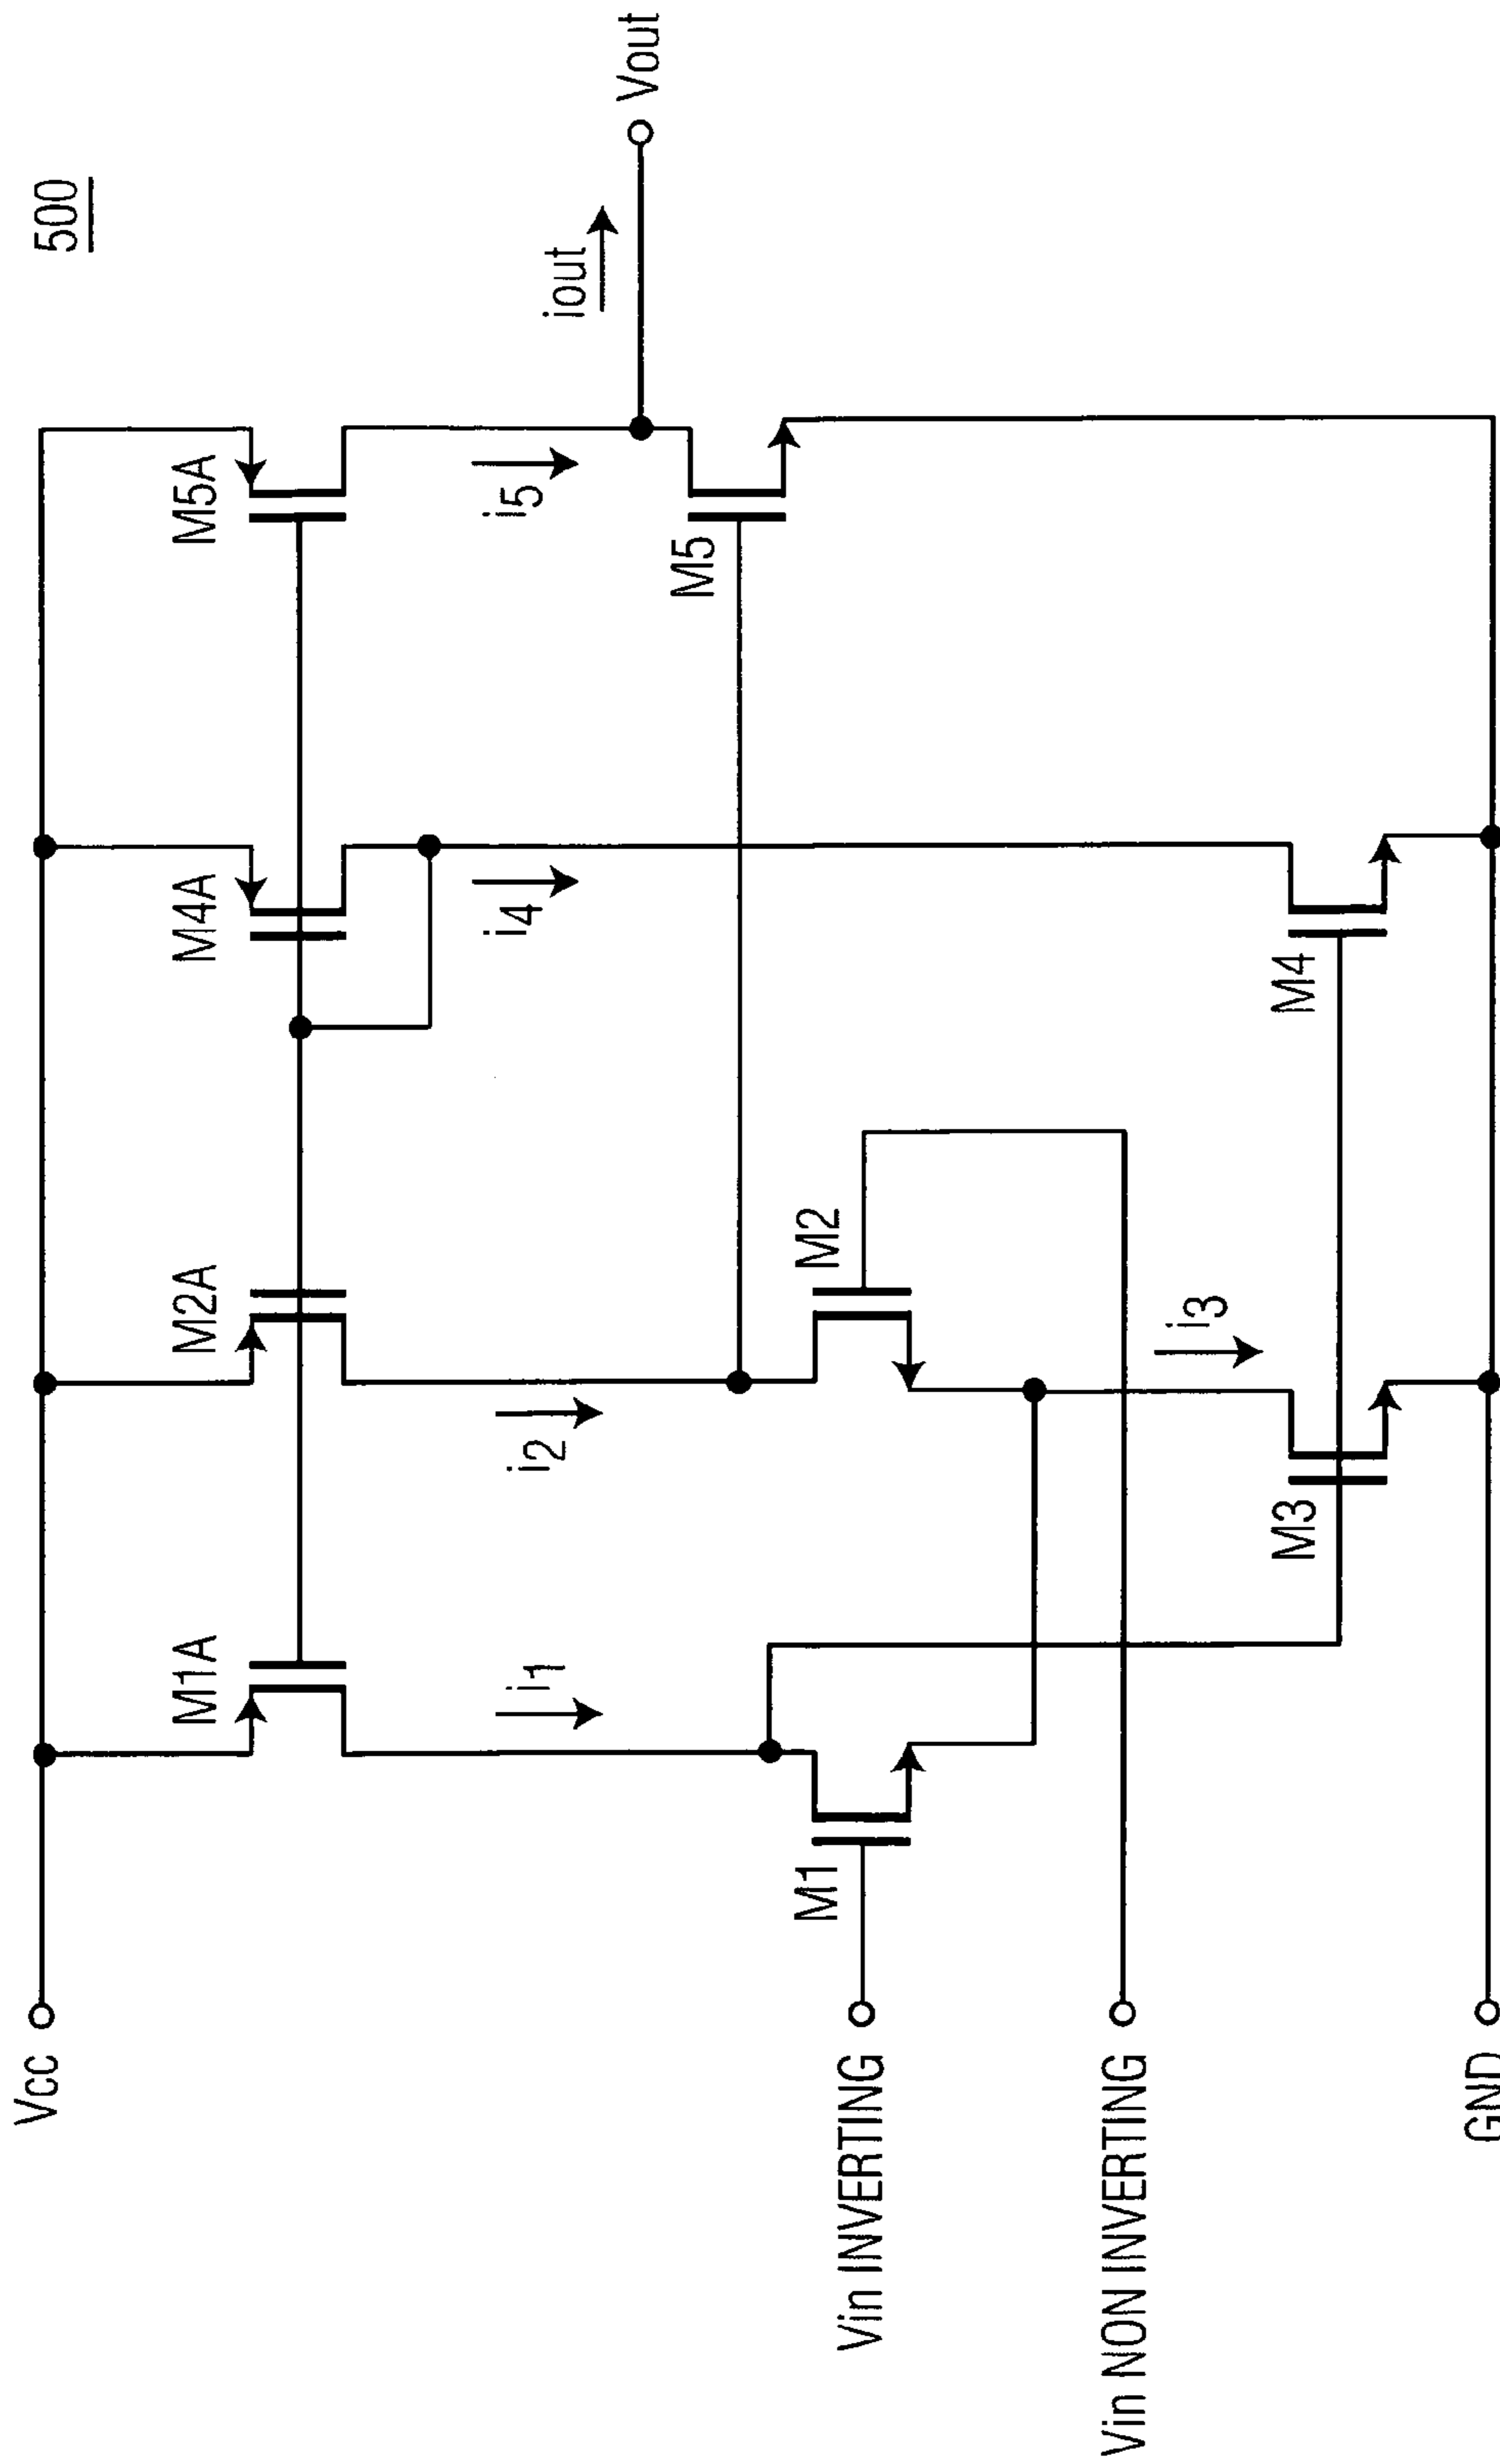 500
Vcc
M1A
M2A
M4A
M5A
i1
i2
i4
i5
iout
Vout
M5
M1
M2
Vin INVERTING
i3
Vin NON INVERTING
M3
M4
GND